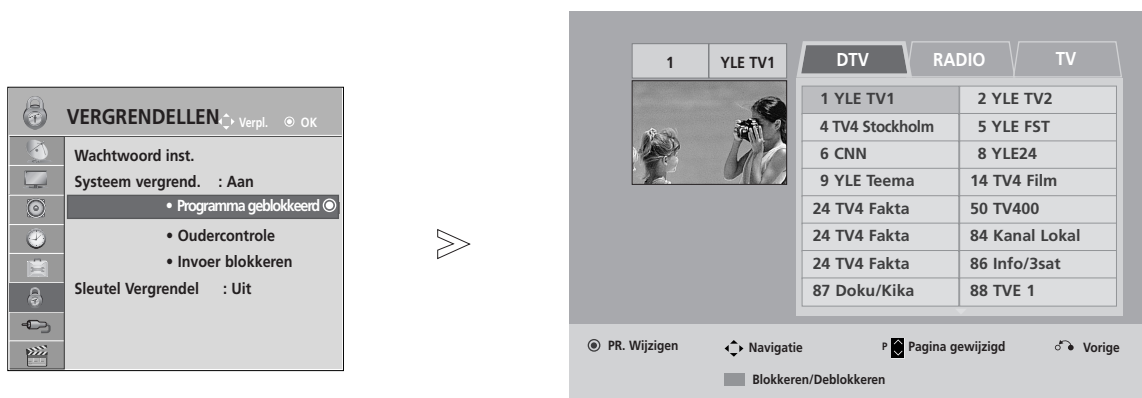 VERGRENDELLEN Verpl. OK
Wachtwoord inst.
Systeem vergrend. : Aan
• Programma geblokkeerd
• Oudercontrole
• Invoer blokkeren
Sleutel Vergrendel : Uit
1 YLE TV1
DTV RADIO TV
1 YLE TV1 2 YLE TV2
4 TV4 Stockholm 5 YLE FST
6 CNN 8 YLE24
9 YLE Teema 14 TV4 Film
24 TV4 Fakta 50 TV400
24 TV4 Fakta 84 Kanal Lokal
24 TV4 Fakta 86 Info/3sat
87 Doku/Kika 88 TVE 1
PR. Wijzigen Navigatie P Pagina gewijzigd Vorige
Blokkeren/Deblokkeren